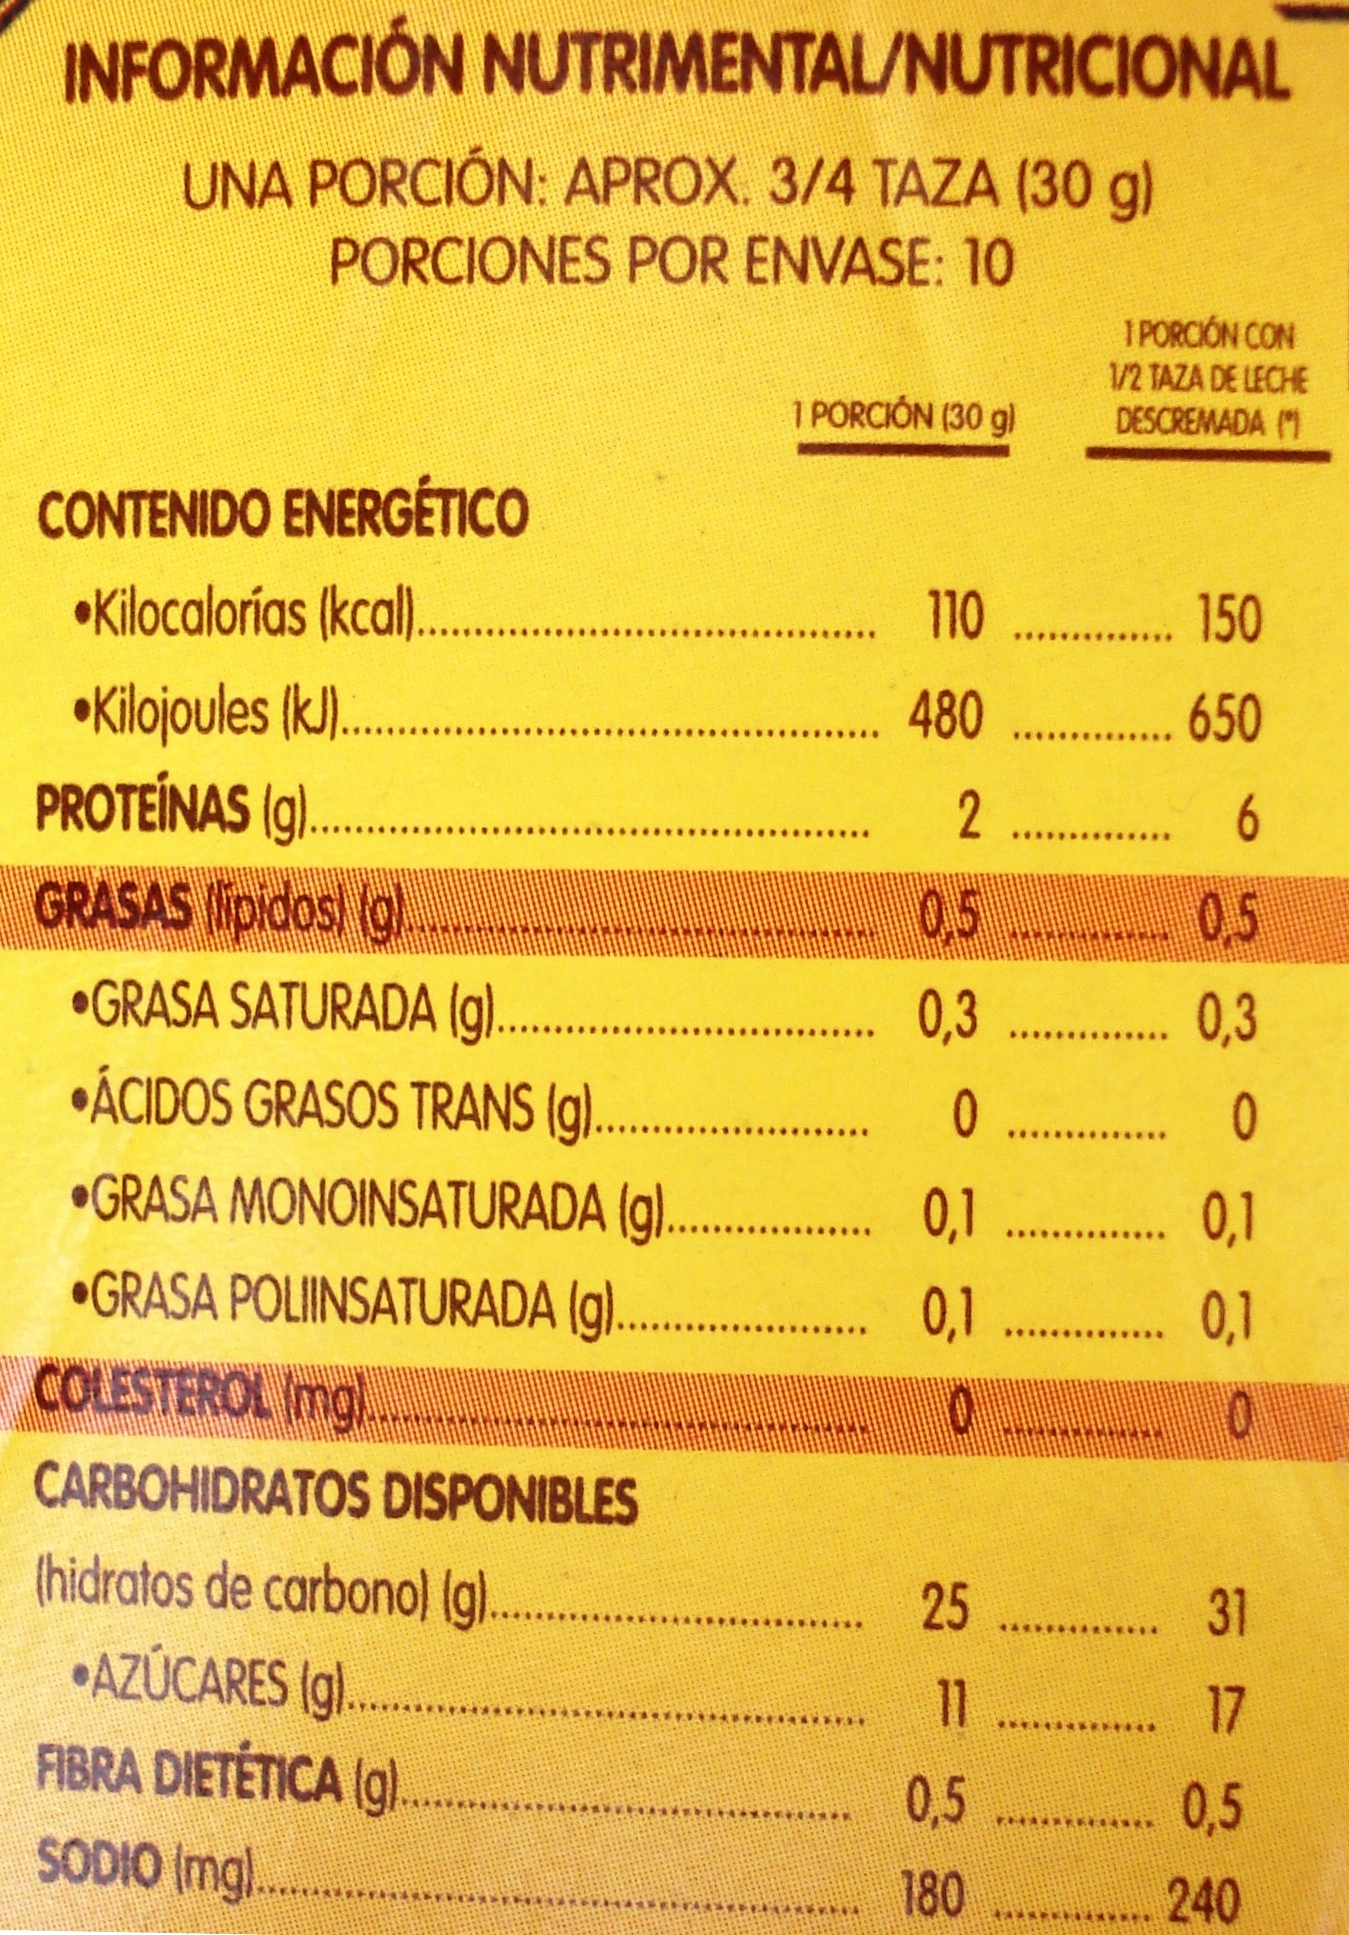 INFORMACIÓN NUTRIMENTAL/NUTRICIONAL
UNA PORCIÓN: APROX. 3/4 TAZA (30 g)
PORCIONES POR ENVASE: 10
1 PORCIÓN (30 g)
1 PORCIÓN CON
1/2 TAZA DE LECHE
DESCREMADA (*)
CONTENIDO ENERGÉTICO
•Kilocalorías (kcal)........ 110 ........ 150
•Kilojoules (kJ)........ 480 ........ 650
PROTEÍNAS (g)........ 2 ........ 6
GRASAS (lípidos) (g)........ 0,5 ........ 0,5
•GRASA SATURADA (g)........ 0,3 ........ 0,3
•ÁCIDOS GRASOS TRANS (g)........ 0 ........ 0
•GRASA MONOINSATURADA (g)........ 0,1 ........ 0,1
•GRASA POLIINSATURADA (g)........ 0,1 ........ 0,1
COLESTEROL (mg)........ 0 ........ 0
CARBOHIDRATOS DISPONIBLES
(hidratos de carbono) (g)........ 25 ........ 31
•AZÚCARES (g)........ 11 ........ 17
FIBRA DIETÉTICA (g)........ 0,5 ........ 0,5
SODIO (mg)........ 180 ........ 240